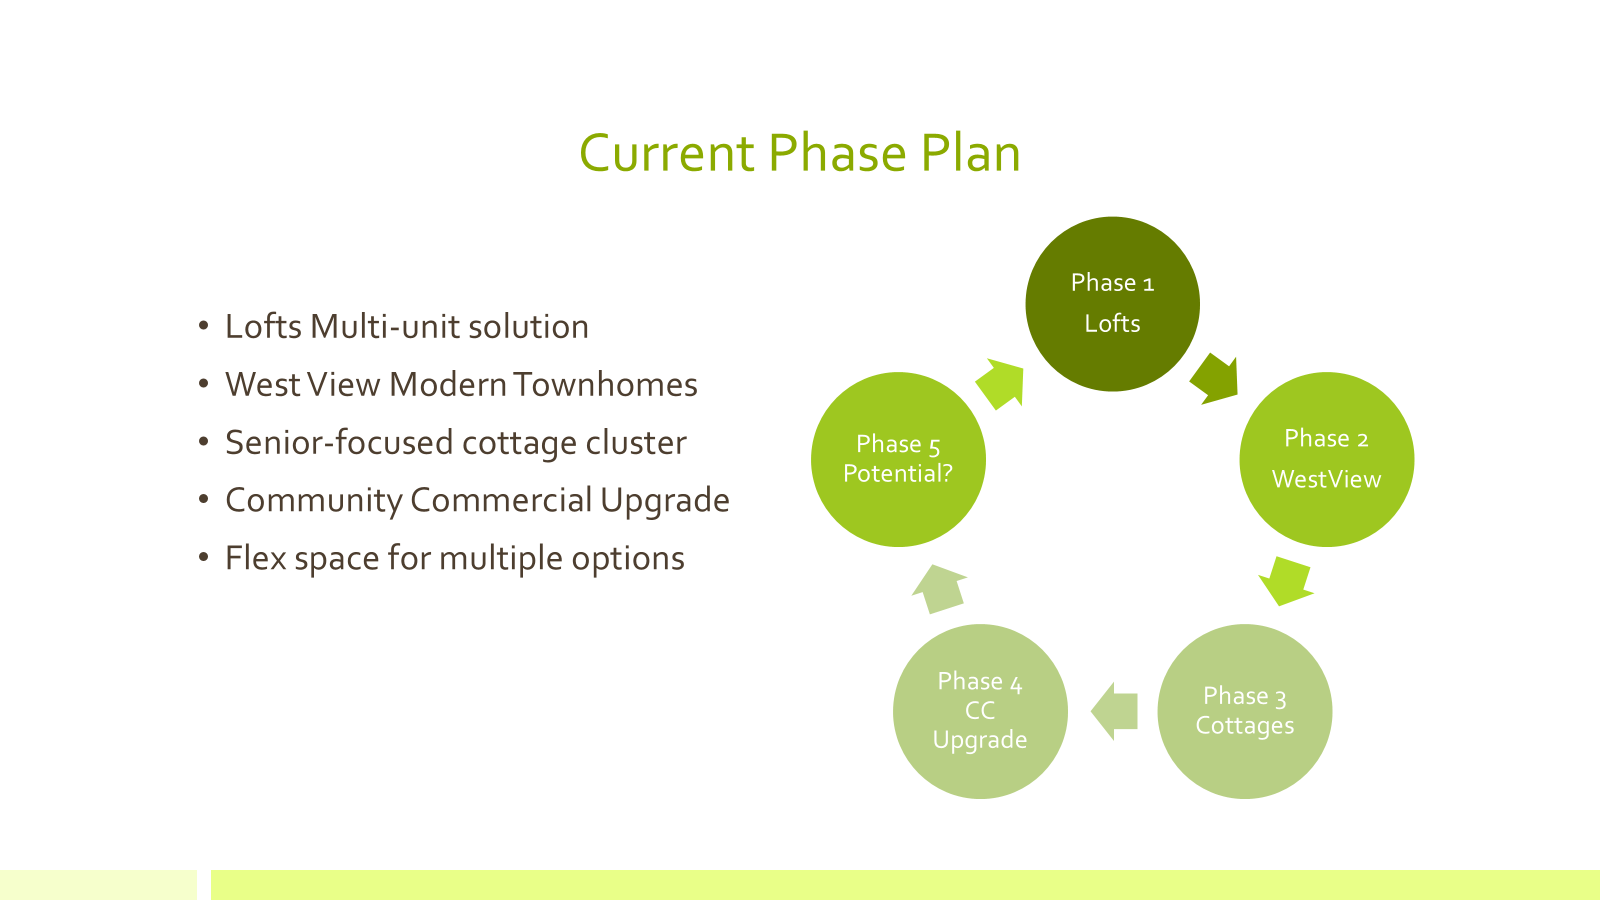 Current Phase Plan
• Lofts Multi-unit solution
• West View Modern Townhomes
• Senior-focused cottage cluster
• Community Commercial Upgrade
• Flex space for multiple options
Phase 1
Lofts
Phase 2
WestView
Phase 3
Cottages
Phase 4
CC
Upgrade
Phase 5
Potential?